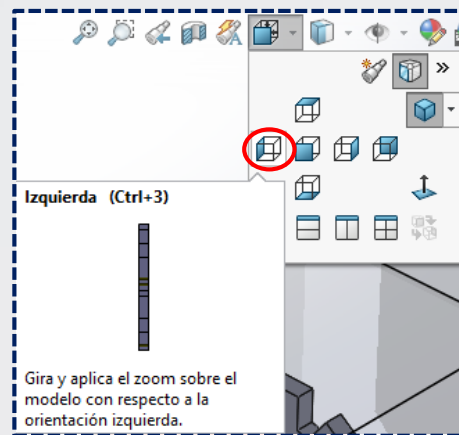 »
Izquierda (Ctrl+3)
Gira y aplica el zoom sobre el
modelo con respecto a la
orientación izquierda.